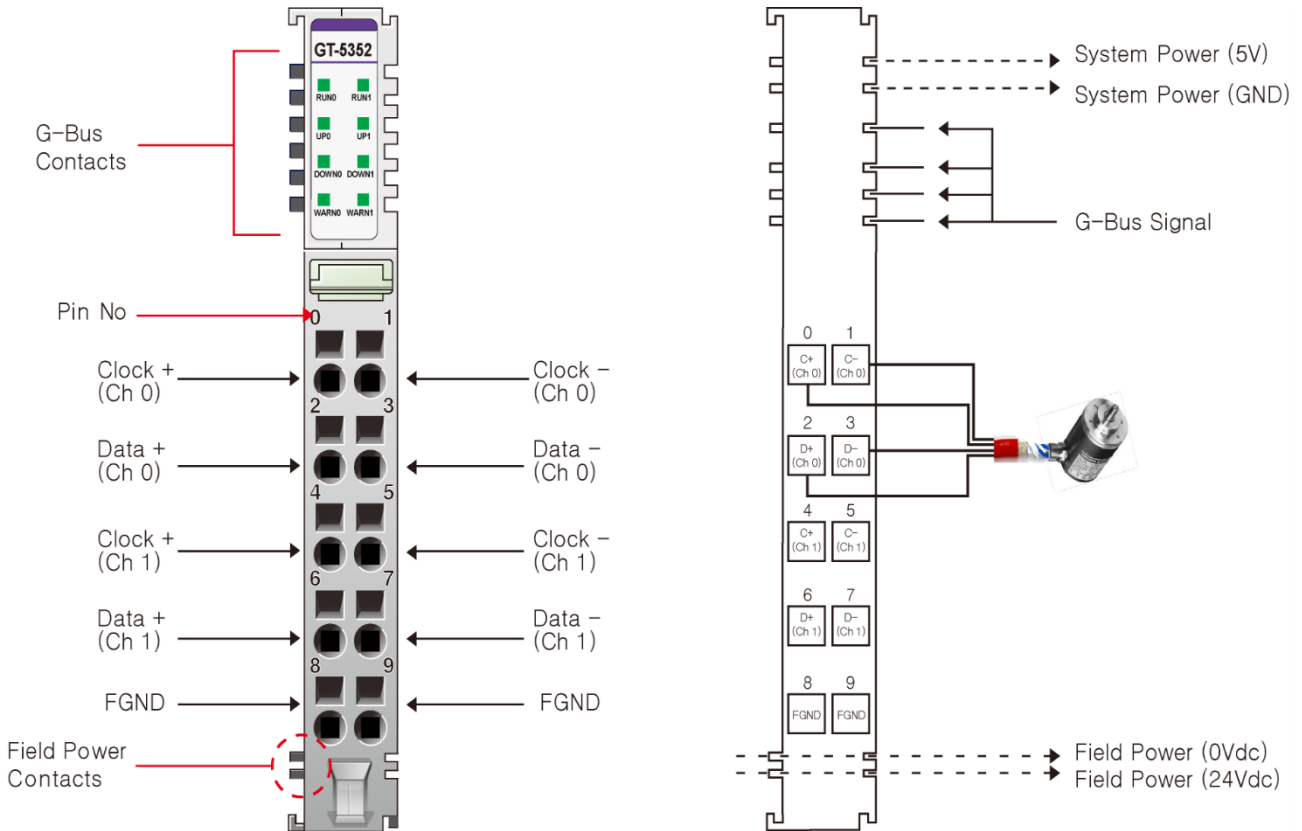 GT-5352
RUN0 RUN1
UP0 UP1
DOWN0 DOWN1
WARN0 WARN1
G-Bus
Contacts
Pin No
0 1
Clock +
(Ch 0)
Clock -
(Ch 0)
2 3
Data +
(Ch 0)
Data -
(Ch 0)
4 5
Clock +
(Ch 1)
Clock -
(Ch 1)
6 7
Data +
(Ch 1)
Data -
(Ch 1)
8 9
FGND
FGND
Field Power
Contacts
System Power (5V)
System Power (GND)
G-Bus Signal
0 1
C+
(Ch 0)
C-
(Ch 0)
2 3
D+
(Ch 0)
D-
(Ch 0)
4 5
C+
(Ch 1)
C-
(Ch 1)
6 7
D+
(Ch 1)
D-
(Ch 1)
8 9
FGND FGND
Field Power (0Vdc)
Field Power (24Vdc)